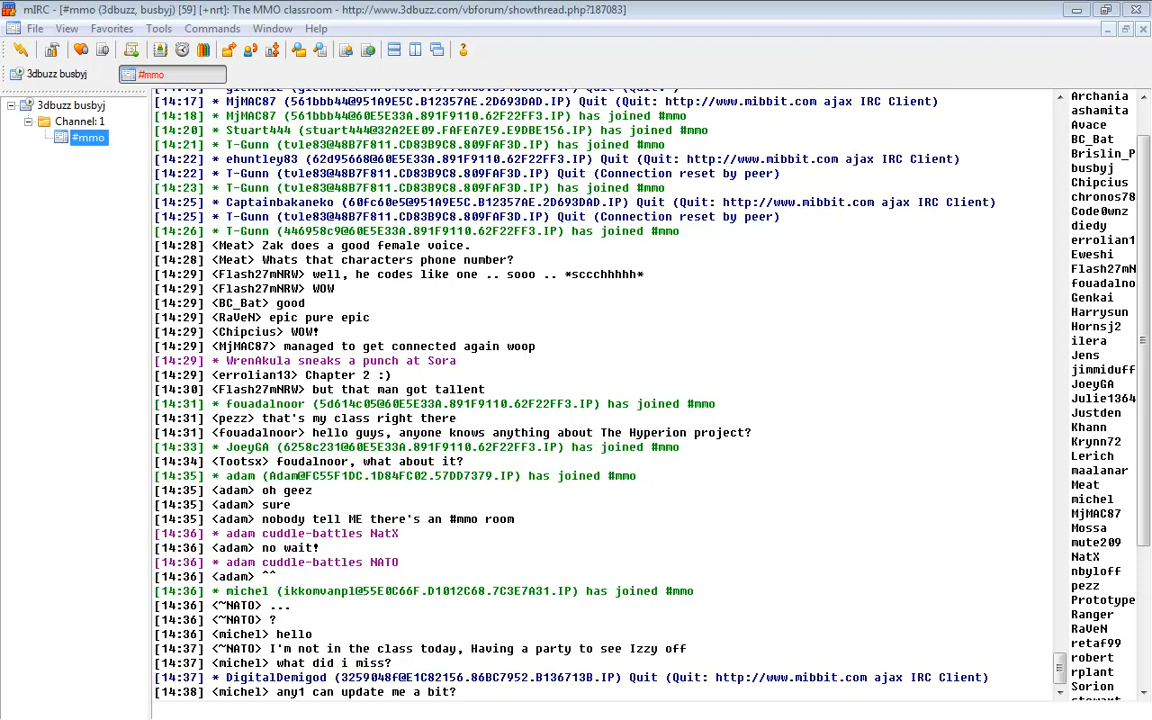 mIRC - [#mmo (3dbuzz, busbyj) [59] [+nrt]: The MMO classroom - http://www.3dbuzz.com/vbforum/showthread.php?187083]
File View Favorites Tools Commands Window Help
3dbuzz busbyj #mmo
3dbuzz busbyj
Channel: 1
#mmo
[14:17] * MjMAC87 (561bbb44@951A9E5C.B12357AE.2D693DAD.IP) Quit (Quit: http://www.mibbit.com ajax IRC Client)
[14:18] * MjMAC87 (561bbb44@60E5E33A.891F9110.62F22FF3.IP) has joined #mmo
[14:20] * Stuart444 (stuart444@32A2EE09.FAFEA7E9.E9DBE156.IP) has joined #mmo
[14:21] * T-Gunn (tvle83@48B7F811.CD83B9C8.809FAF3D.IP) has joined #mmo
[14:22] * ehuntley83 (62d95668@60E5E33A.891F9110.62F22FF3.IP) Quit (Quit: http://www.mibbit.com ajax IRC Client)
[14:22] * T-Gunn (tvle83@48B7F811.CD83B9C8.809FAF3D.IP) Quit (Connection reset by peer)
[14:23] * T-Gunn (tvle83@48B7F811.CD83B9C8.809FAF3D.IP) has joined #mmo
[14:25] * Captainbakaneko (60fc60e5@951A9E5C.B12357AE.2D693DAD.IP) Quit (Quit: http://www.mibbit.com ajax IRC Client)
[14:25] * T-Gunn (tvle83@48B7F811.CD83B9C8.809FAF3D.IP) Quit (Connection reset by peer)
[14:26] * T-Gunn (446958c9@60E5E33A.891F9110.62F22FF3.IP) has joined #mmo
[14:28] <Meat> Zak does a good female voice.
[14:28] <Meat> Whats that characters phone number?
[14:29] <Flash27mNRW> well, he codes like one .. sooo .. *sccchhhhh*
[14:29] <Flash27mNRW> WOW
[14:29] <BC_Bat> good
[14:29] <RaVeN> epic pure epic
[14:29] <Chipcius> WOW!
[14:29] <MjMAC87> managed to get connected again woop
[14:29] * WrenAkula sneaks a punch at Sora
[14:29] <errolian13> Chapter 2 :)
[14:30] <Flash27mNRW> but that man got tallent
[14:31] * fouadalnoor (5d614c05@60E5E33A.891F9110.62F22FF3.IP) has joined #mmo
[14:31] <pezz> that's my class right there
[14:31] <fouadalnoor> hello guys, anyone knows anything about The Hyperion project?
[14:33] * JoeyGA (6258c231@60E5E33A.891F9110.62F22FF3.IP) has joined #mmo
[14:34] <Tootsx> foudalnoor, what about it?
[14:35] * adam (Adam@FC55F1DC.1D84FC02.57DD7379.IP) has joined #mmo
[14:35] <adam> oh geez
[14:35] <adam> sure
[14:35] <adam> nobody tell ME there's an #mmo room
[14:36] * adam cuddle-battles NatX
[14:36] <adam> no wait!
[14:36] * adam cuddle-battles NATO
[14:36] <adam> ^^
[14:36] * michel (ikkomvanpl@55E0C66F.D1012C68.7C3E7A31.IP) has joined #mmo
[14:36] <~NATO> ...
[14:36] <~NATO> ?
[14:36] <michel> hello
[14:37] <~NATO> I'm not in the class today, Having a party to see Izzy off
[14:37] <michel> what did i miss?
[14:37] * DigitalDemigod (3259048f@E1C82156.86BC7952.B136713B.IP) Quit (Quit: http://www.mibbit.com ajax IRC Client)
[14:38] <michel> any1 can update me a bit?
Archania
ashamita
Avace
BC_Bat
Brislin_P
busbyj
Chipcius
chronos78
Code0wnz
diedy
errolian1
Eweshi
Flash27mN
fouadalno
Genkai
Harrysun
Hornsj2
ilera
Jens
jimmiduff
JoeyGA
Julie1364
Justden
Khann
Krynn72
Lerich
maalanar
Meat
michel
MjMAC87
Mossa
mute209
NatX
nbyloff
pezz
Prototype
Ranger
RaVeN
retaf99
robert
rplant
Sorion